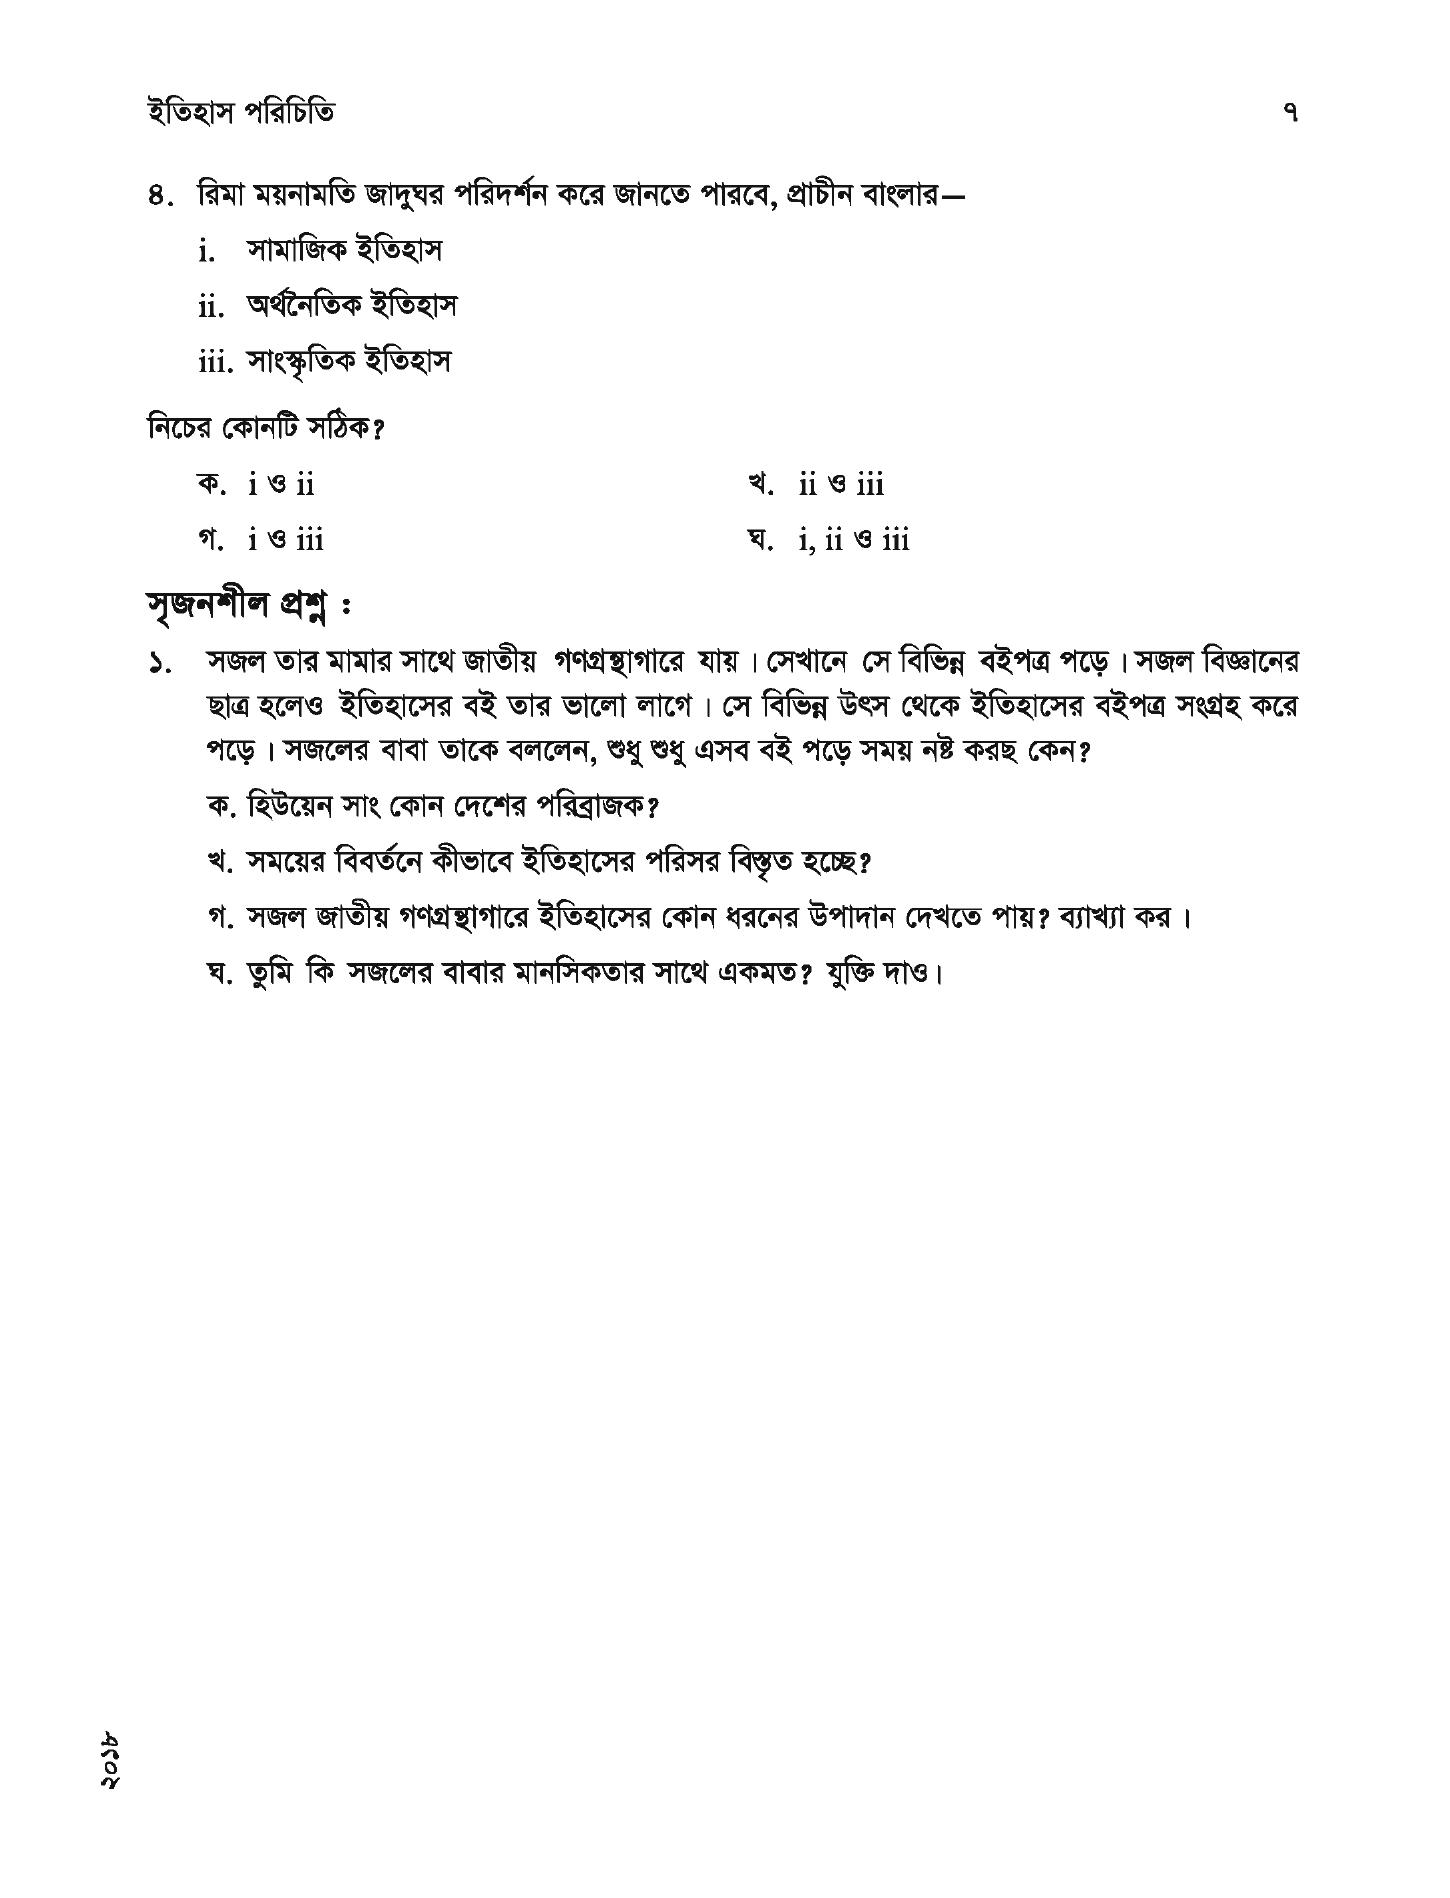 ইতিহাস পরিচিতি ৭
৪. রিমা ময়নামতি জাদুঘর পরিদর্শন করে জানতে পারবে, প্রাচীন বাংলার—
i. সামাজিক ইতিহাস
ii. অর্থনৈতিক ইতিহাস
iii. সাংস্কৃতিক ইতিহাস
নিচের কোনটি সঠিক?
ক. i ও ii খ. ii ও iii
গ. i ও iii ঘ. i, ii ও iii
সৃজনশীল প্রশ্ন :
১. সজল তার মামার সাথে জাতীয় গণগ্রন্থাগারে যায়। সেখানে সে বিভিন্ন বইপত্র পড়ে। সজল বিজ্ঞানের
ছাত্র হলেও ইতিহাসের বই তার ভালো লাগে। সে বিভিন্ন উৎস থেকে ইতিহাসের বইপত্র সংগ্রহ করে
পড়ে। সজলের বাবা তাকে বললেন, শুধু শুধু এসব বই পড়ে সময় নষ্ট করছ কেন?
ক. হিউয়েন সাং কোন দেশের পরিব্রাজক?
খ. সময়ের বিবর্তনে কীভাবে ইতিহাসের পরিসর বিস্তৃত হচ্ছে?
গ. সজল জাতীয় গণগ্রন্থাগারে ইতিহাসের কোন ধরনের উপাদান দেখতে পায়? ব্যাখ্যা কর।
ঘ. তুমি কি সজলের বাবার মানসিকতার সাথে একমত? যুক্তি দাও।
২০১৮